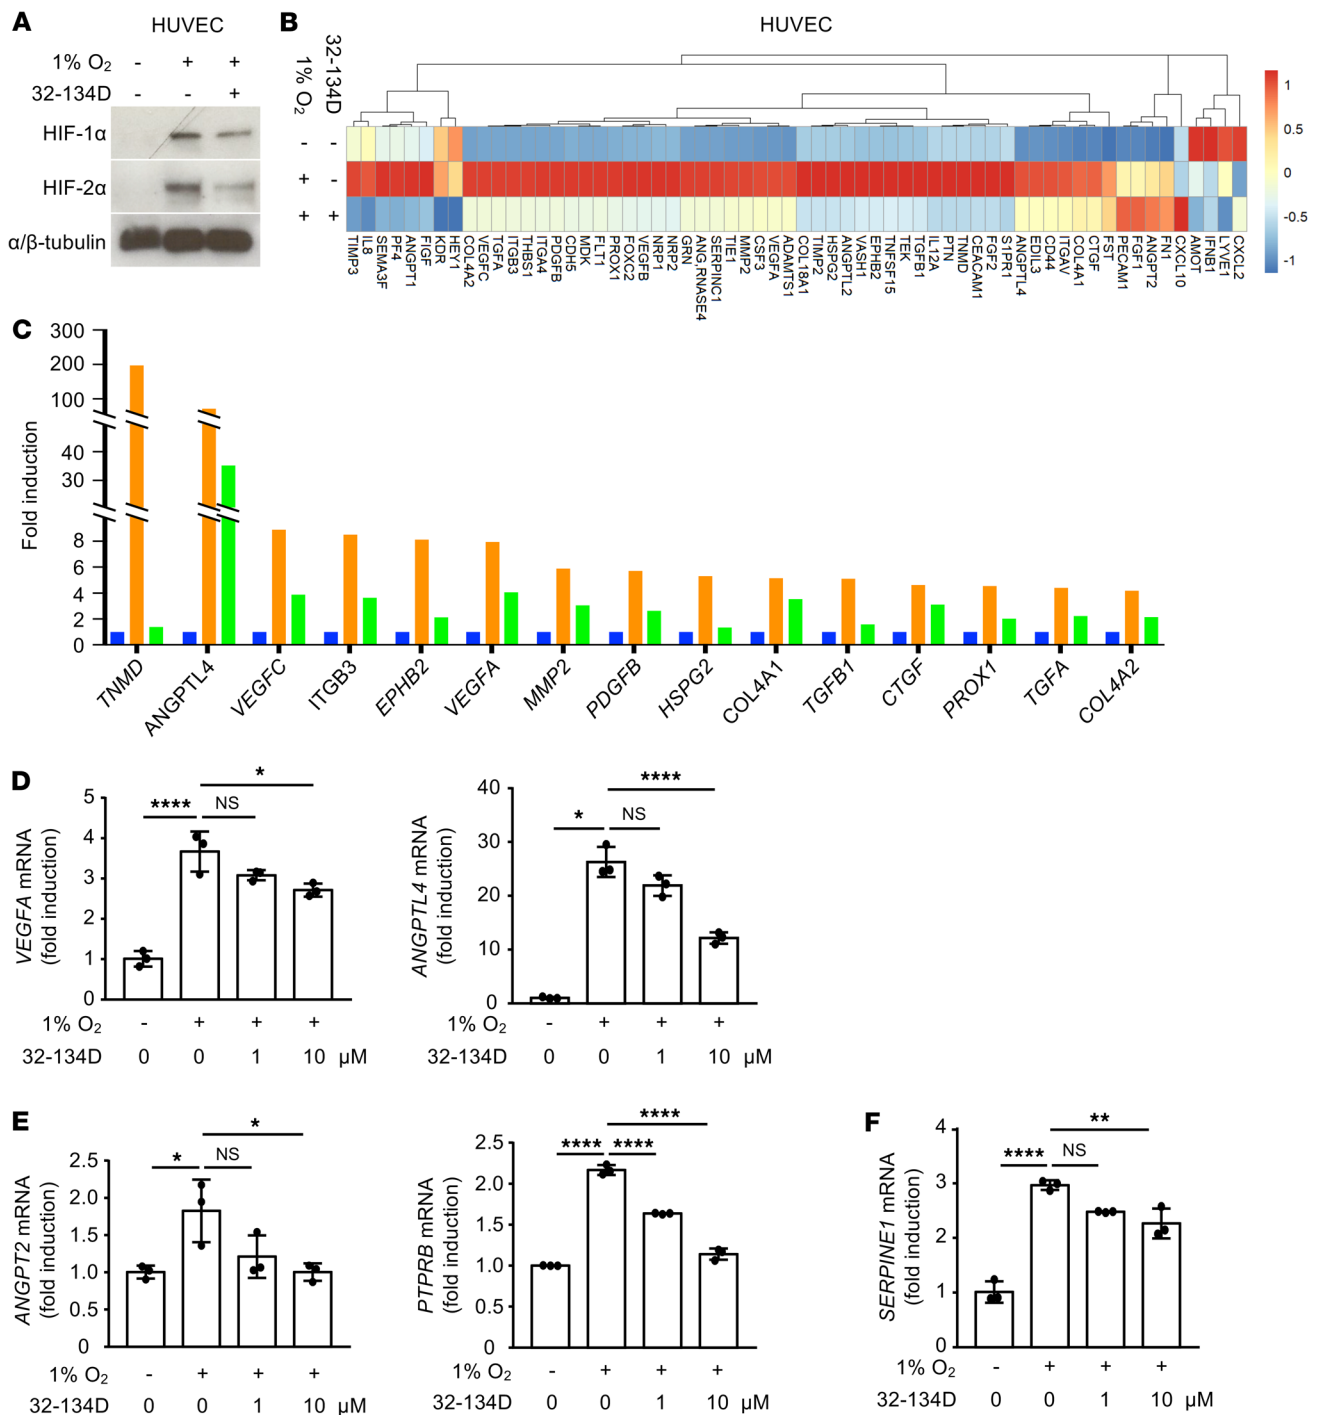 A
HUVEC
1% O2 - + +
32-134D - - +
HIF-1α
HIF-2α
α/β-tubulin
B
HUVEC
32-134D
1% O2
- -
+ -
+ +
1
0.5
0
-0.5
-1
TIMP3
IL8
SEMA3F
PF4
ANGPT1
FIGF
KDR
HEY1
COL4A2
VEGFC
TGFA
ITGB3
THBS1
ITGA4
PDGFB
CDH5
MDK
FLT1
PROX1
FOXC2
VEGFB
NRP1
NRP2
GRN
ANG,RNASE4
SERPINC1
TIE1
MMP2
CSF3
VEGFA
ADAMTS1
COL18A1
TIMP2
HSPG2
ANGPTL2
VASH1
EPHB2
TNFSF15
TEK
TGFB1
IL12A
PTN
TNMD
CEACAM1
FGF2
S1PR1
ANGPTL4
EDIL3
CD44
ITGAV
COL4A1
CTGF
FST
PECAM1
FGF1
ANGPT2
FN1
CXCL10
AMOT
IFNB1
LYVE1
CXCL2
C
Fold induction
300
200
100
40
30
8
6
4
2
0
TNMD
ANGPTL4
VEGFC
ITGB3
EPHB2
VEGFA
MMP2
PDGFB
HSPG2
COL4A1
TGFB1
CTGF
PROX1
TGFA
COL4A2
D
VEGFA mRNA
(fold induction)
5
4
3
2
1
0
*
**** NS
1% O2 - + + +
32-134D 0 0 1 10 μM
ANGPTL4 mRNA
(fold induction)
40
30
20
10
0
****
* NS
1% O2 - + + +
32-134D 0 0 1 10 μM
E
ANGPT2 mRNA
(fold induction)
2.5
2.0
1.5
1.0
0.5
0
*
* NS
1% O2 - + + +
32-134D 0 0 1 10 μM
PTPRB mRNA
(fold induction)
2.5
2.0
1.5
1.0
0.5
0
****
**** ****
1% O2 - + + +
32-134D 0 0 1 10 μM
F
SERPINE1 mRNA
(fold induction)
4
3
2
1
0
**
**** NS
1% O2 - + + +
32-134D 0 0 1 10 μM